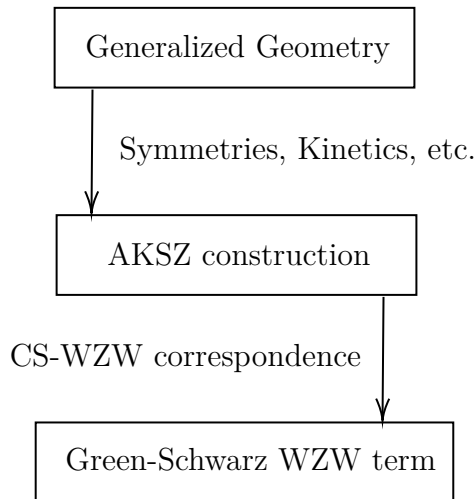 Generalized Geometry
Symmetries, Kinetics, etc.
AKSZ construction
CS-WZW correspondence
Green-Schwarz WZW term